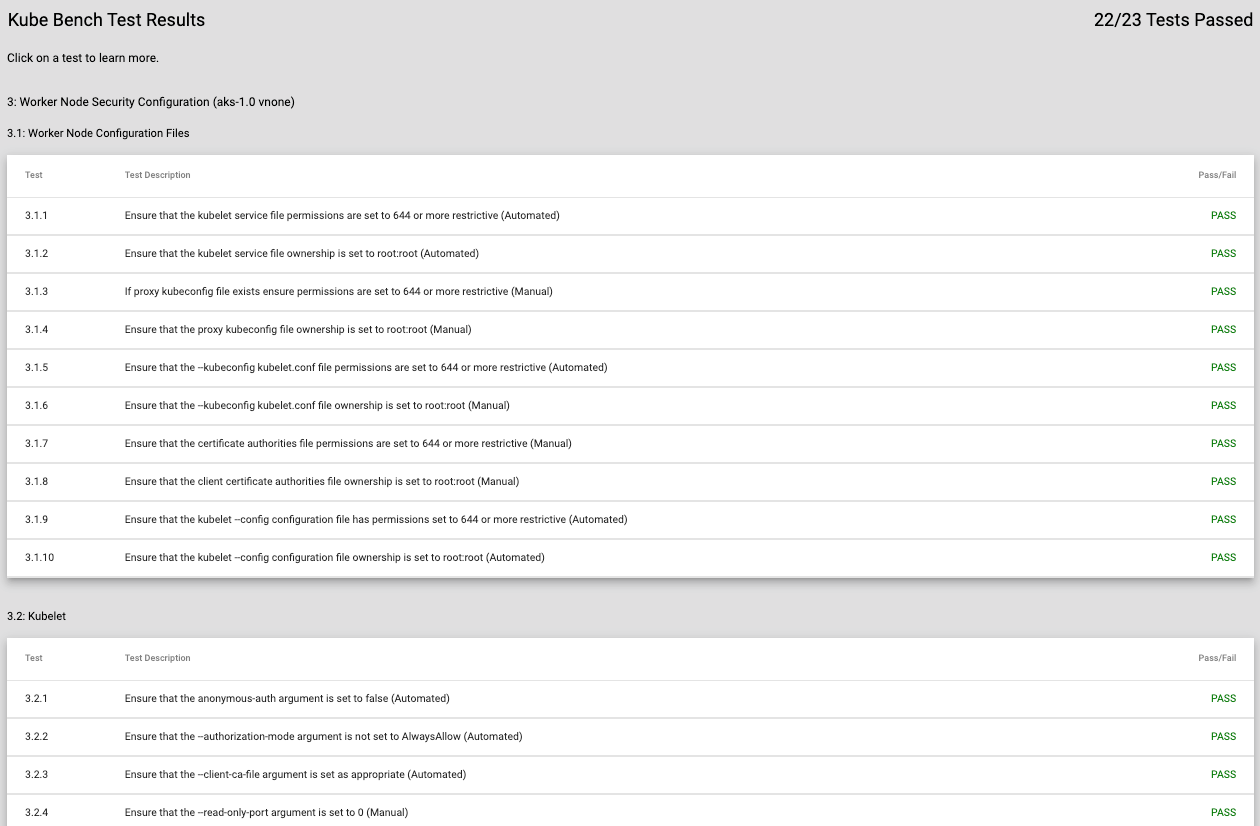 Kube Bench Test Results 22/23 Tests Passed
Click on a test to learn more.
3: Worker Node Security Configuration (aks-1.0 vnone)
3.1: Worker Node Configuration Files
Test Test Description Pass/Fail
3.1.1 Ensure that the kubelet service file permissions are set to 644 or more restrictive (Automated) PASS
3.1.2 Ensure that the kubelet service file ownership is set to root:root (Automated) PASS
3.1.3 If proxy kubeconfig file exists ensure permissions are set to 644 or more restrictive (Manual) PASS
3.1.4 Ensure that the proxy kubeconfig file ownership is set to root:root (Manual) PASS
3.1.5 Ensure that the --kubeconfig kubelet.conf file permissions are set to 644 or more restrictive (Automated) PASS
3.1.6 Ensure that the --kubeconfig kubelet.conf file ownership is set to root:root (Manual) PASS
3.1.7 Ensure that the certificate authorities file permissions are set to 644 or more restrictive (Manual) PASS
3.1.8 Ensure that the client certificate authorities file ownership is set to root:root (Manual) PASS
3.1.9 Ensure that the kubelet --config configuration file has permissions set to 644 or more restrictive (Automated) PASS
3.1.10 Ensure that the kubelet --config configuration file ownership is set to root:root (Automated) PASS
3.2: Kubelet
Test Test Description Pass/Fail
3.2.1 Ensure that the anonymous-auth argument is set to false (Automated) PASS
3.2.2 Ensure that the --authorization-mode argument is not set to AlwaysAllow (Automated) PASS
3.2.3 Ensure that the --client-ca-file argument is set as appropriate (Automated) PASS
3.2.4 Ensure that the --read-only-port argument is set to 0 (Manual) PASS